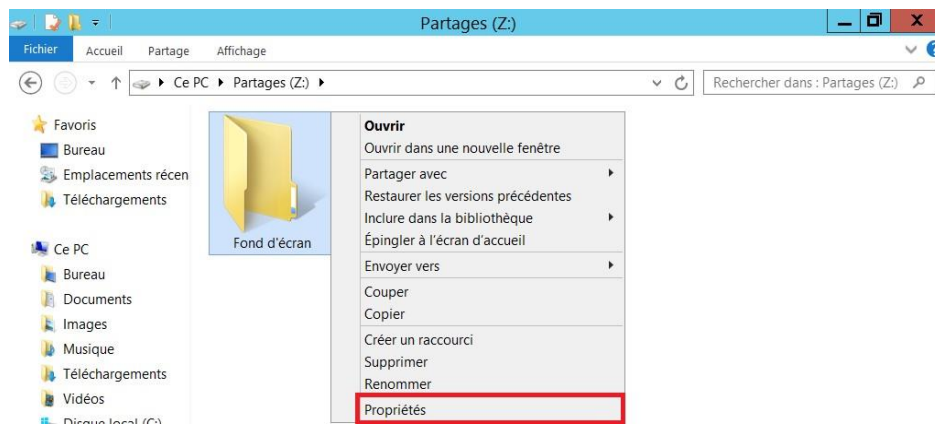 Partages (Z:)
Fichier Accueil Partage Affichage
Ce PC Partages (Z:) Rechercher dans : Partages (Z:)
Favoris
Bureau
Emplacements récen
Téléchargements
Ce PC
Bureau
Documents
Images
Musique
Téléchargements
Vidéos
Disque local (C:)
Fond d'écran
Ouvrir
Ouvrir dans une nouvelle fenêtre
Partager avec
Restaurer les versions précédentes
Inclure dans la bibliothèque
Épingler à l'écran d'accueil
Envoyer vers
Couper
Copier
Créer un raccourci
Supprimer
Renommer
Propriétés